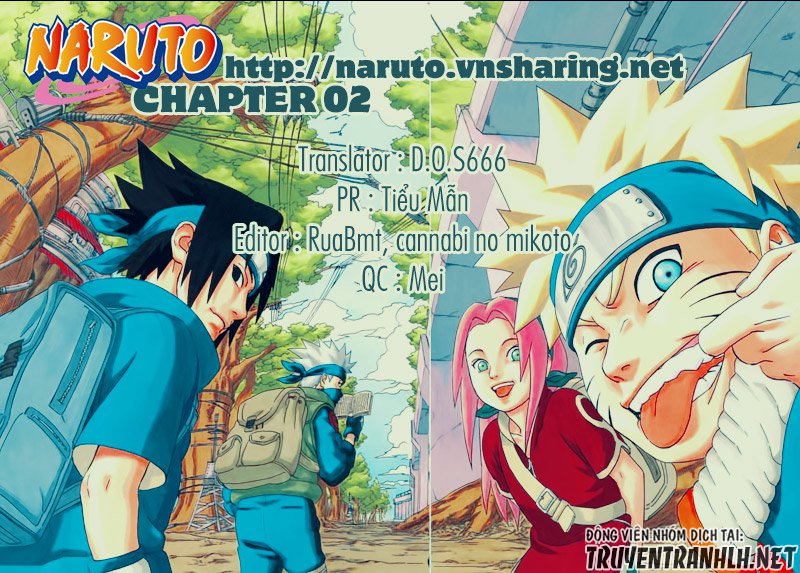 NARUTO
http://naruto.vnsharing.net
CHAPTER 02
Translator : D.O.S666
PR : Tiểu Mẫn
Editor : RuaBmt, cannabi no mikoto
QC : Mei
ĐỘNG VIÊN NHÓM DỊCH TẠI:
TRUYENTRANHLH.NET